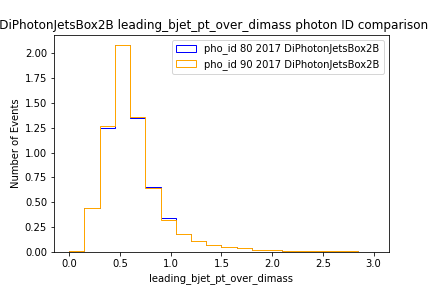 DiPhotonJetsBox2B leading_bjet_pt_over_dimass photon ID comparison
pho_id 80 2017 DiPhotonJetsBox2B
pho_id 90 2017 DiPhotonJetsBox2B
Number of Events
2.00
1.75
1.50
1.25
1.00
0.75
0.50
0.25
0.00
0.0 0.5 1.0 1.5 2.0 2.5 3.0
leading_bjet_pt_over_dimass